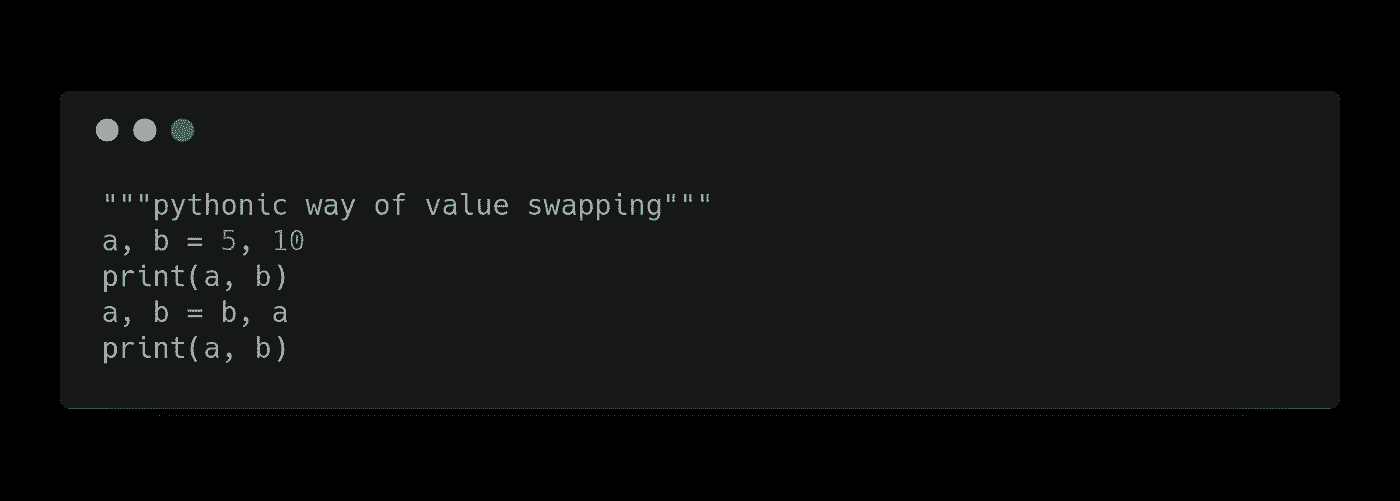 """pythonic way of value swapping"""
a, b = 5, 10
print(a, b)
a, b = b, a
print(a, b)